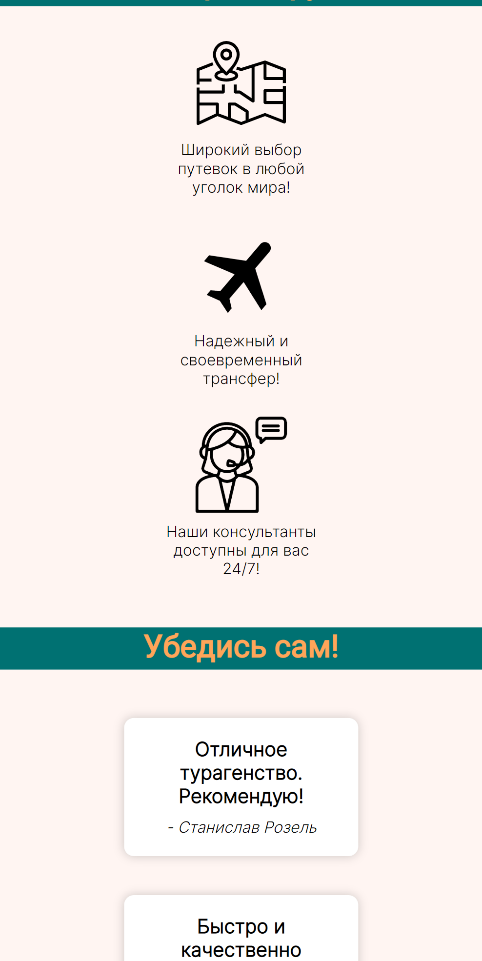 Широкий выбор
путевок в любой
уголок мира!
Надежный и
своевременный
трансфер!
Наши консультанты
доступны для вас
24/7!
Убедись сам!
Отличное
турагенство.
Рекомендую!
- Станислав Розель
Быстро и
качественно